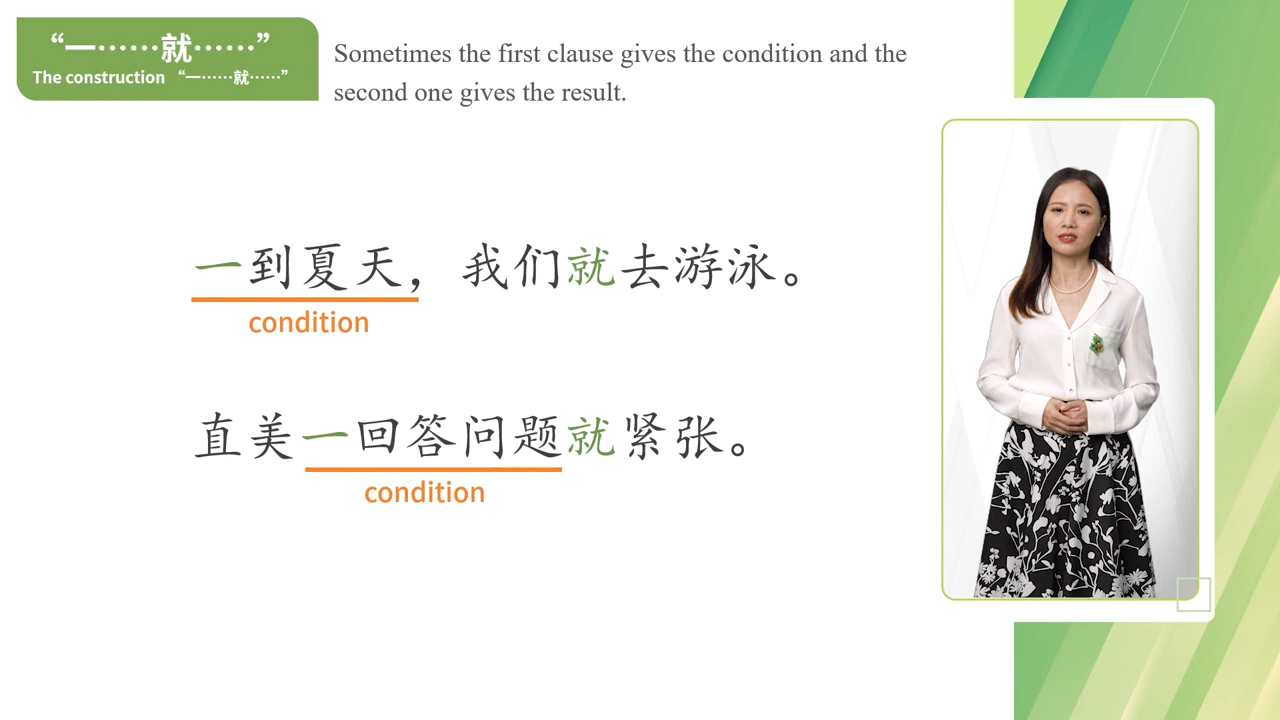 “一……就……”
The construction “一……就……”
Sometimes the first clause gives the condition and the
second one gives the result.
一到夏天，我们就去游泳。
condition
直美一回答问题就紧张。
condition